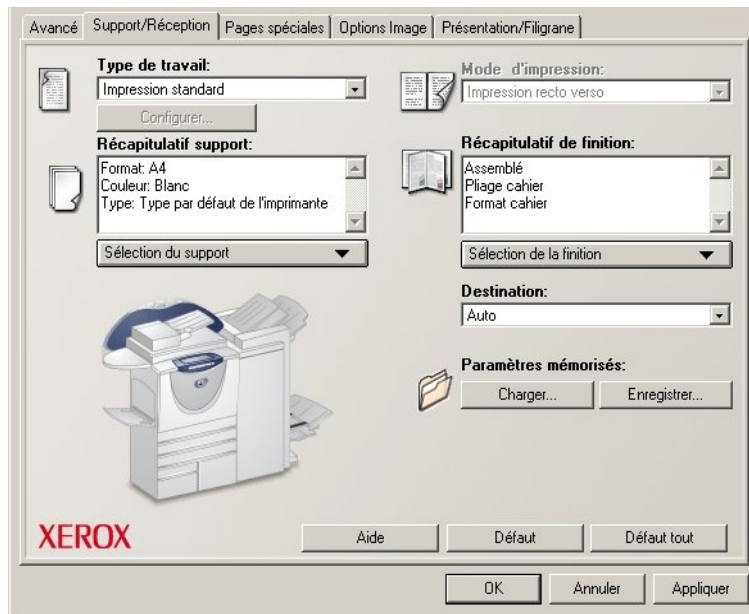 Avancé
Support/Réception
Pages spéciales
Options Image
Présentation/Filigrane
Type de travail:
Impression standard
Configurer...
Récapitulatif support:
Format: A4
Couleur: Blanc
Type: Type par défaut de l'imprimante
Sélection du support
Mode d'impression:
Impression recto verso
Récapitulatif de finition:
Assemblé
Pliage cahier
Format cahier
Sélection de la finition
Destination:
Auto
Paramètres mémorisés:
Charger...
Enregistrer...
XEROX
Aide
Défaut
Défaut tout
OK
Annuler
Appliquer